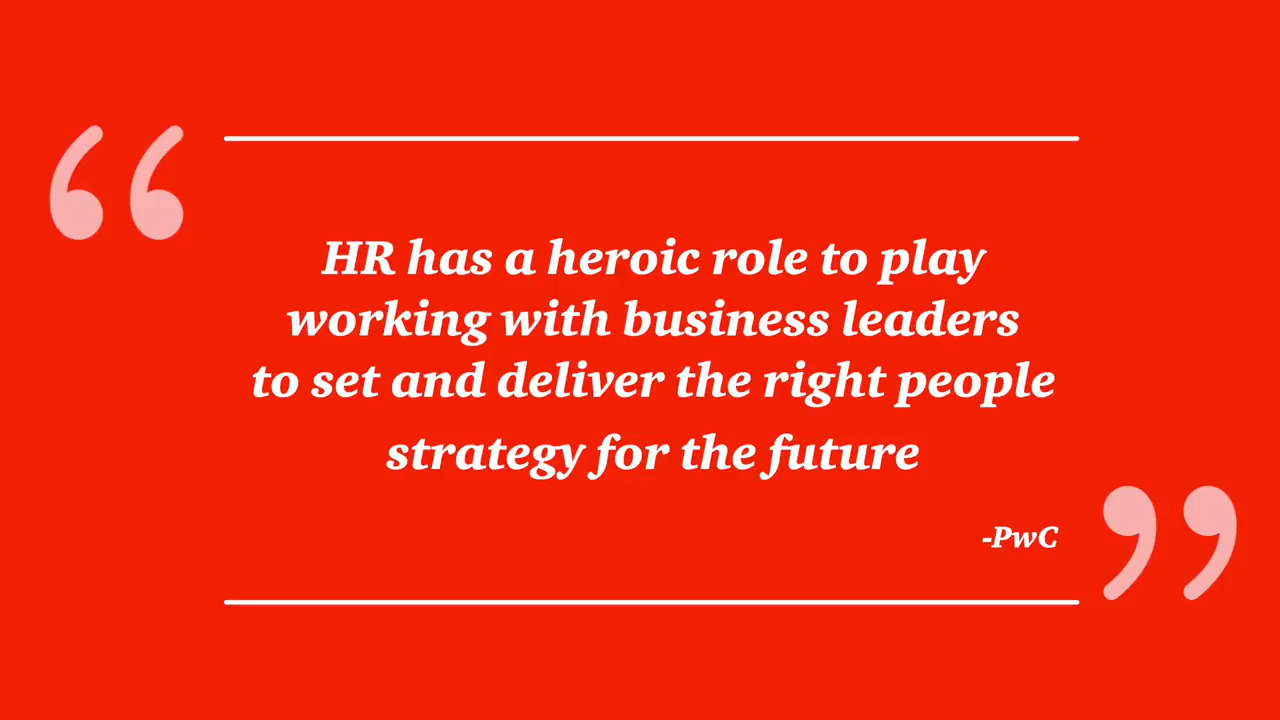 “
HR has a heroic role to play
working with business leaders
to set and deliver the right people
strategy for the future
-PwC
”